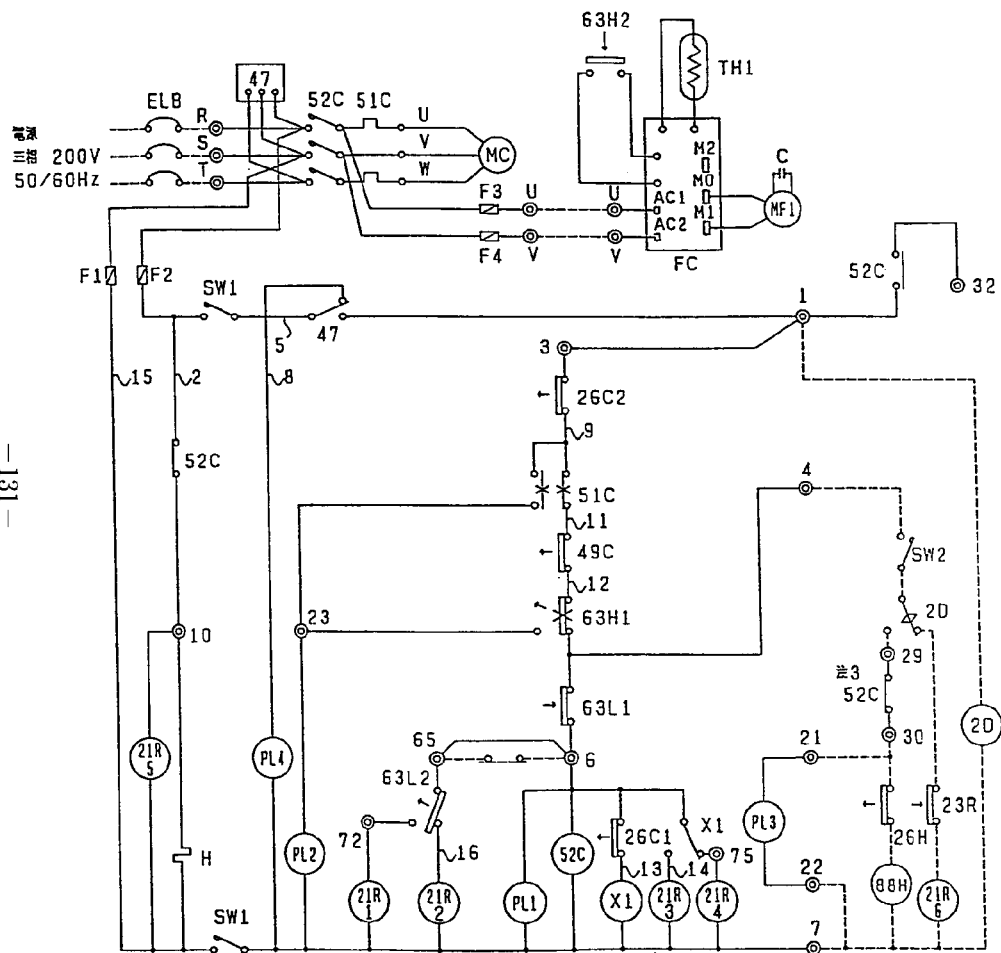 63H2
TH1
47
ELB
52C
51C
R
U
電源
S
V
MC
三相 200V
T
W
50/60Hz
M2
M0
C
F3
U
U
AC1
M1
MF1
AC2
F4
V
V
FC
F1
F2
52C
32
SW1
1
5
47
3
15
2
8
26C2
9
52C
4
51C
11
SW2
49C
12
2D
23
63H1
10
29
注3
52C
63L1
2D
65
6
30
21
21R
5
PL4
63L2
72
16
PL2
52C
26C1
X1
PL3
23R
26H
H
13
14
75
22
21R
1
21R
2
PL1
X1
21R
3
21R
4
88H
21R
6
SW1
7
—131—